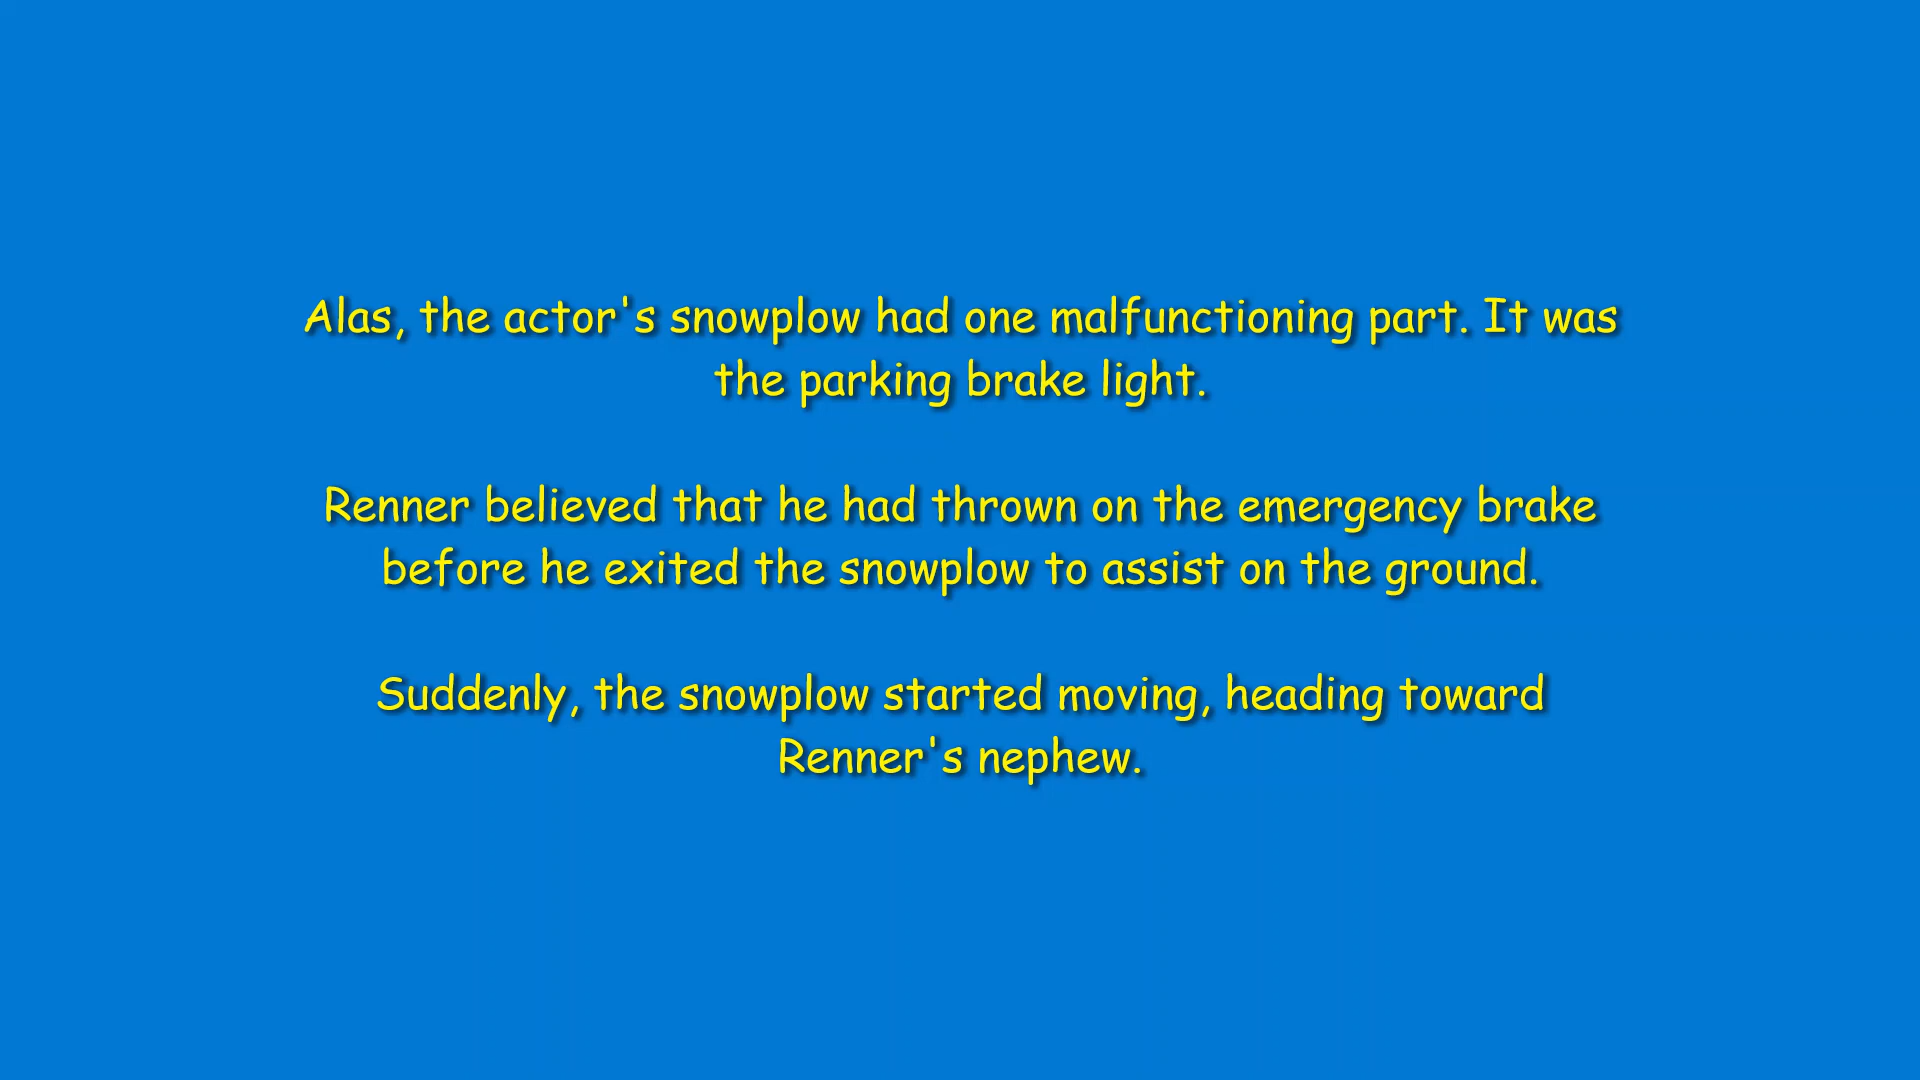 Alas, the actor's snowplow had one malfunctioning part. It was
the parking brake light.
Renner believed that he had thrown on the emergency brake
before he exited the snowplow to assist on the ground.
Suddenly, the snowplow started moving, heading toward
Renner's nephew.